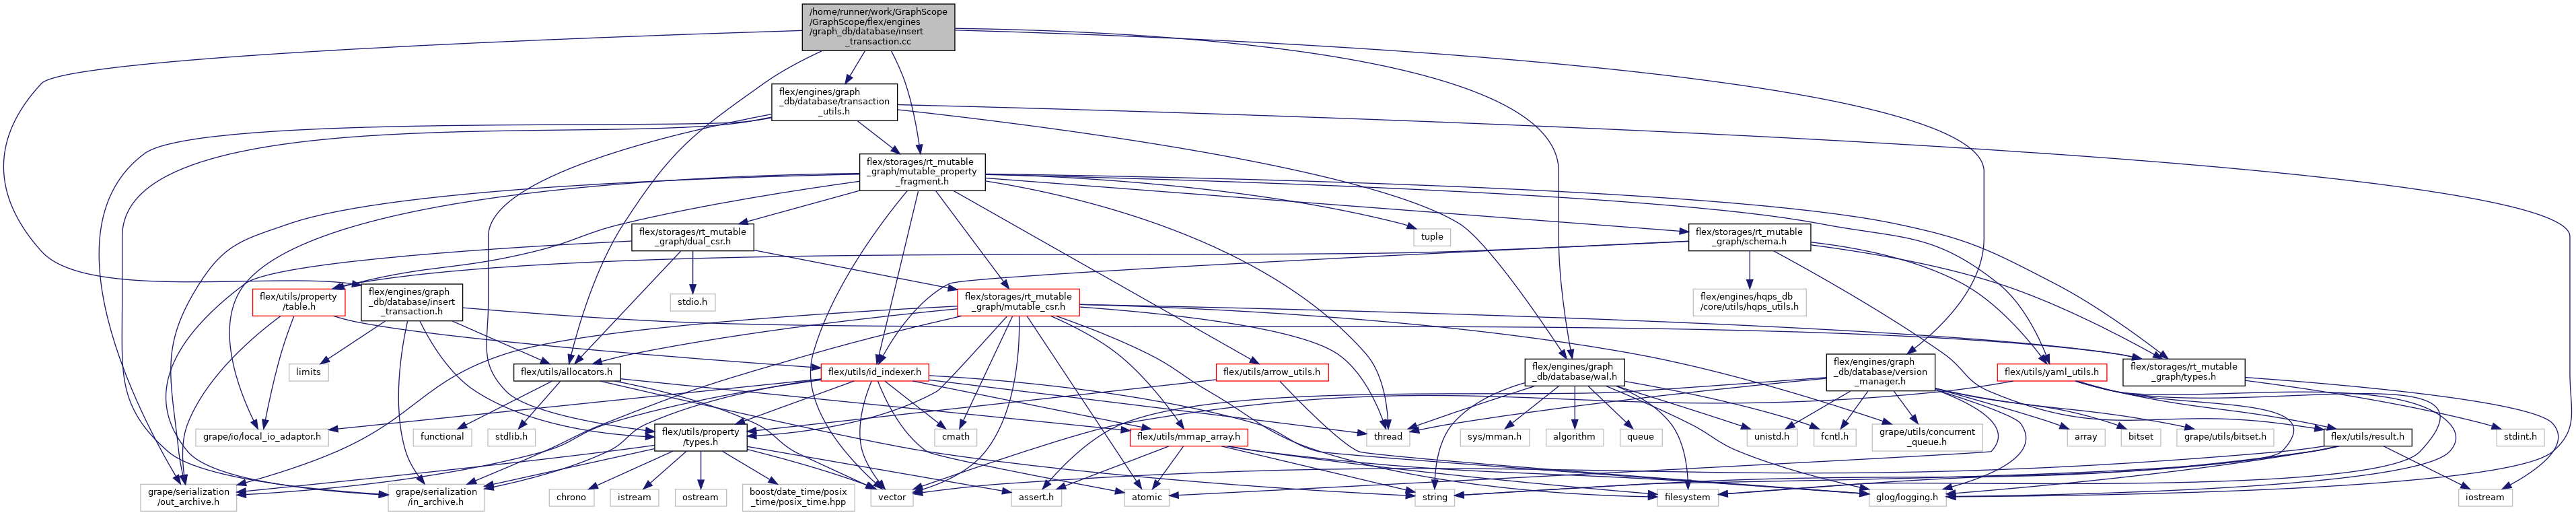 /home/runner/work/GraphScope
/GraphScope/flex/engines
/graph_db/database/insert
_transaction.cc
flex/engines/graph
_db/database/transaction
_utils.h
flex/storages/rt_mutable
_graph/mutable_property
_fragment.h
flex/storages/rt_mutable
_graph/dual_csr.h
tuple
flex/storages/rt_mutable
_graph/schema.h
flex/utils/property
/table.h
flex/engines/graph
_db/database/insert
_transaction.h
stdio.h
flex/storages/rt_mutable
_graph/mutable_csr.h
flex/engines/hqps_db
/core/utils/hqps_utils.h
limits
flex/utils/allocators.h
flex/utils/id_indexer.h
flex/utils/arrow_utils.h
flex/engines/graph
_db/database/wal.h
flex/engines/graph
_db/database/version
_manager.h
flex/utils/yaml_utils.h
flex/storages/rt_mutable
_graph/types.h
grape/io/local_io_adaptor.h
functional
stdlib.h
flex/utils/property
/types.h
cmath
flex/utils/mmap_array.h
thread
sys/mman.h
algorithm
queue
unistd.h
fcntl.h
grape/utils/concurrent
_queue.h
array
bitset
grape/utils/bitset.h
flex/utils/result.h
stdint.h
grape/serialization
/out_archive.h
grape/serialization
/in_archive.h
chrono
istream
ostream
boost/date_time/posix
_time/posix_time.hpp
vector
assert.h
atomic
string
filesystem
glog/logging.h
iostream